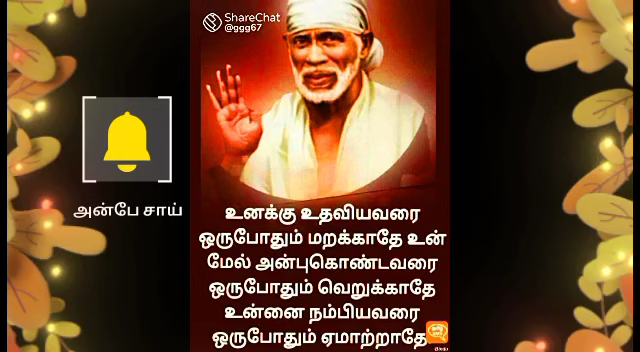 ShareChat
@ggg67
அன்பே சாய்
உனக்கு உதவியவரை
ஒருபோதும் மறக்காதே உன்
மேல் அன்புகொண்டவரை
ஒருபோதும் வெறுக்காதே
உன்னை நம்பியவரை
ஒருபோதும் ஏமாற்றாதே